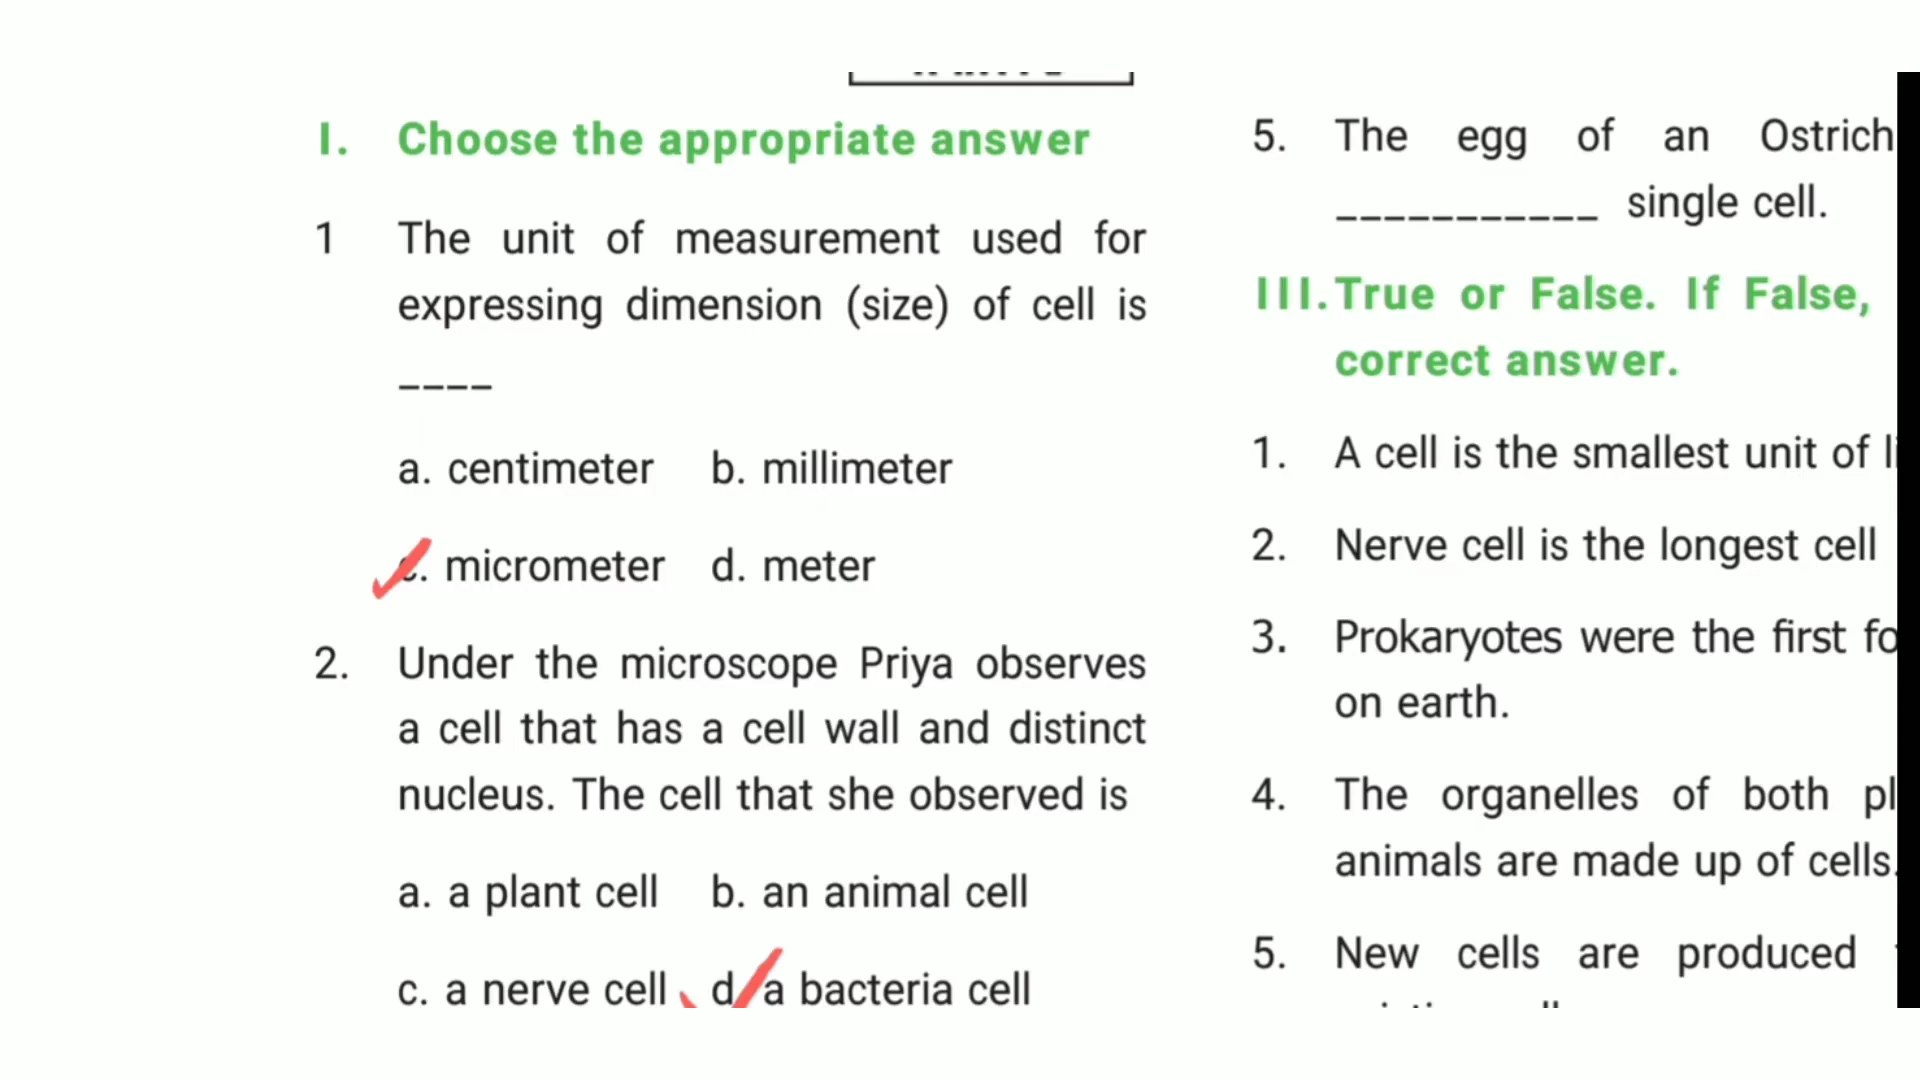 I. Choose the appropriate answer
1 The unit of measurement used for
expressing dimension (size) of cell is
____
a. centimeter b. millimeter
c. micrometer d. meter
2. Under the microscope Priya observes
a cell that has a cell wall and distinct
nucleus. The cell that she observed is
a. a plant cell b. an animal cell
c. a nerve cell d. a bacteria cell
5. The egg of an Ostrich
___________ single cell.
III. True or False. If False,
correct answer.
1. A cell is the smallest unit of
2. Nerve cell is the longest cell
3. Prokaryotes were the first
on earth.
4. The organelles of both
animals are made up of cells.
5. New cells are produced